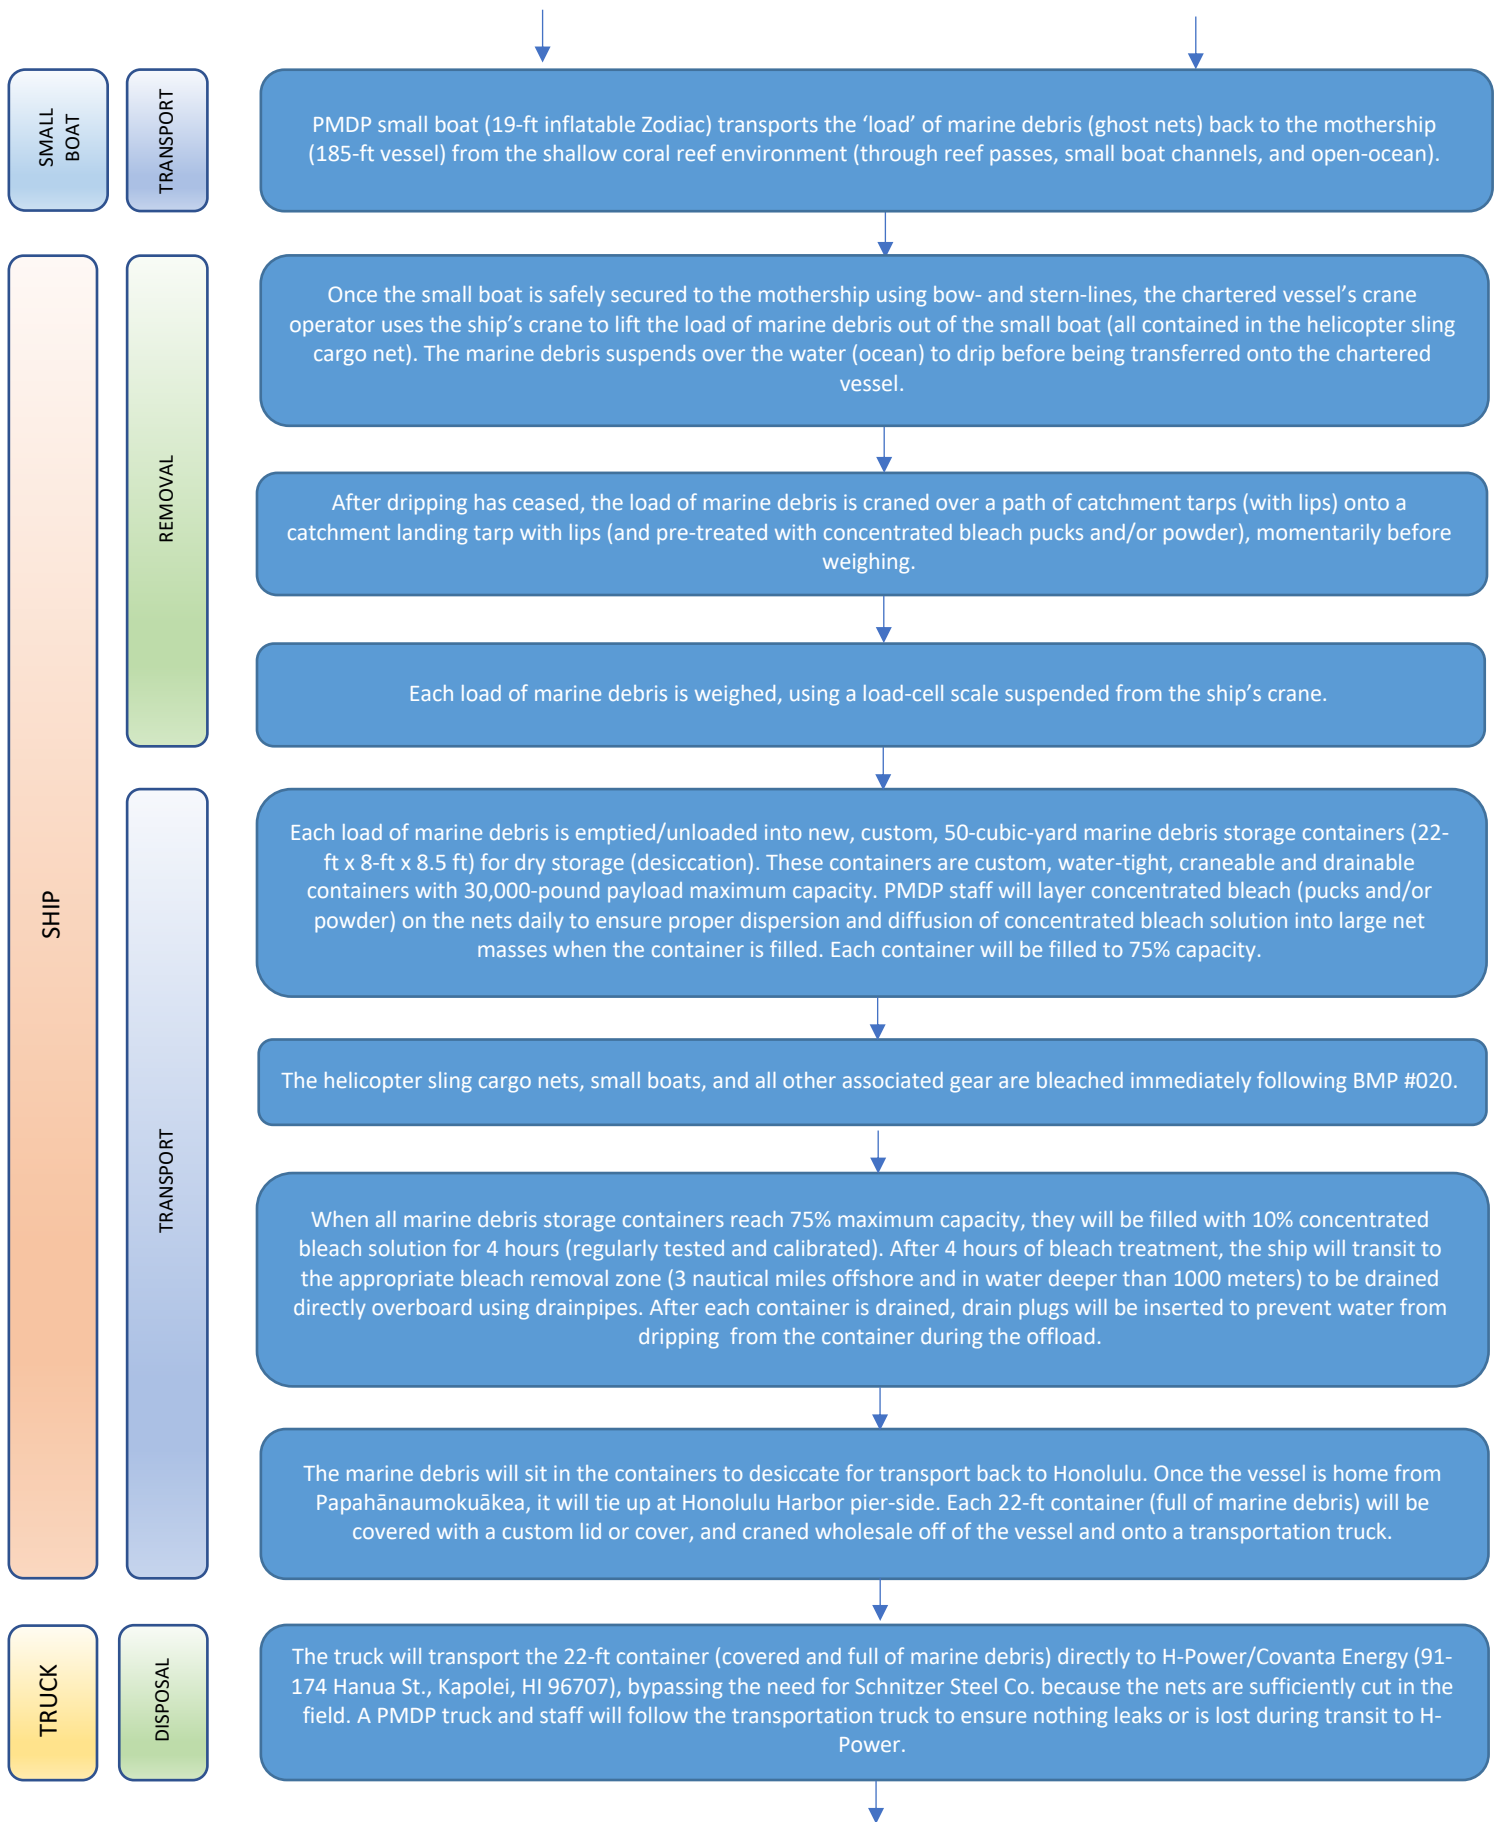 SMALL
BOAT
TRANSPORT
PMDP small boat (19-ft inflatable Zodiac) transports the ‘load’ of marine debris (ghost nets) back to the mothership
(185-ft vessel) from the shallow coral reef environment (through reef passes, small boat channels, and open-ocean).
SHIP
REMOVAL
Once the small boat is safely secured to the mothership using bow- and stern-lines, the chartered vessel’s crane
operator uses the ship’s crane to lift the load of marine debris out of the small boat (all contained in the helicopter sling
cargo net). The marine debris suspends over the water (ocean) to drip before being transferred onto the chartered
vessel.
After dripping has ceased, the load of marine debris is craned over a path of catchment tarps (with lips) onto a
catchment landing tarp with lips (and pre-treated with concentrated bleach pucks and/or powder), momentarily before
weighing.
Each load of marine debris is weighed, using a load-cell scale suspended from the ship’s crane.
TRANSPORT
Each load of marine debris is emptied/unloaded into new, custom, 50-cubic-yard marine debris storage containers (22-
ft x 8-ft x 8.5 ft) for dry storage (desiccation). These containers are custom, water-tight, craneable and drainable
containers with 30,000-pound payload maximum capacity. PMDP staff will layer concentrated bleach (pucks and/or
powder) on the nets daily to ensure proper dispersion and diffusion of concentrated bleach solution into large net
masses when the container is filled. Each container will be filled to 75% capacity.
The helicopter sling cargo nets, small boats, and all other associated gear are bleached immediately following BMP #020.
When all marine debris storage containers reach 75% maximum capacity, they will be filled with 10% concentrated
bleach solution for 4 hours (regularly tested and calibrated). After 4 hours of bleach treatment, the ship will transit to
the appropriate bleach removal zone (3 nautical miles offshore and in water deeper than 1000 meters) to be drained
directly overboard using drainpipes. After each container is drained, drain plugs will be inserted to prevent water from
dripping from the container during the offload.
The marine debris will sit in the containers to desiccate for transport back to Honolulu. Once the vessel is home from
Papahānaumokuākea, it will tie up at Honolulu Harbor pier-side. Each 22-ft container (full of marine debris) will be
covered with a custom lid or cover, and craned wholesale off of the vessel and onto a transportation truck.
TRUCK
DISPOSAL
The truck will transport the 22-ft container (covered and full of marine debris) directly to H-Power/Covanta Energy (91-
174 Hanua St., Kapolei, HI 96707), bypassing the need for Schnitzer Steel Co. because the nets are sufficiently cut in the
field. A PMDP truck and staff will follow the transportation truck to ensure nothing leaks or is lost during transit to H-
Power.